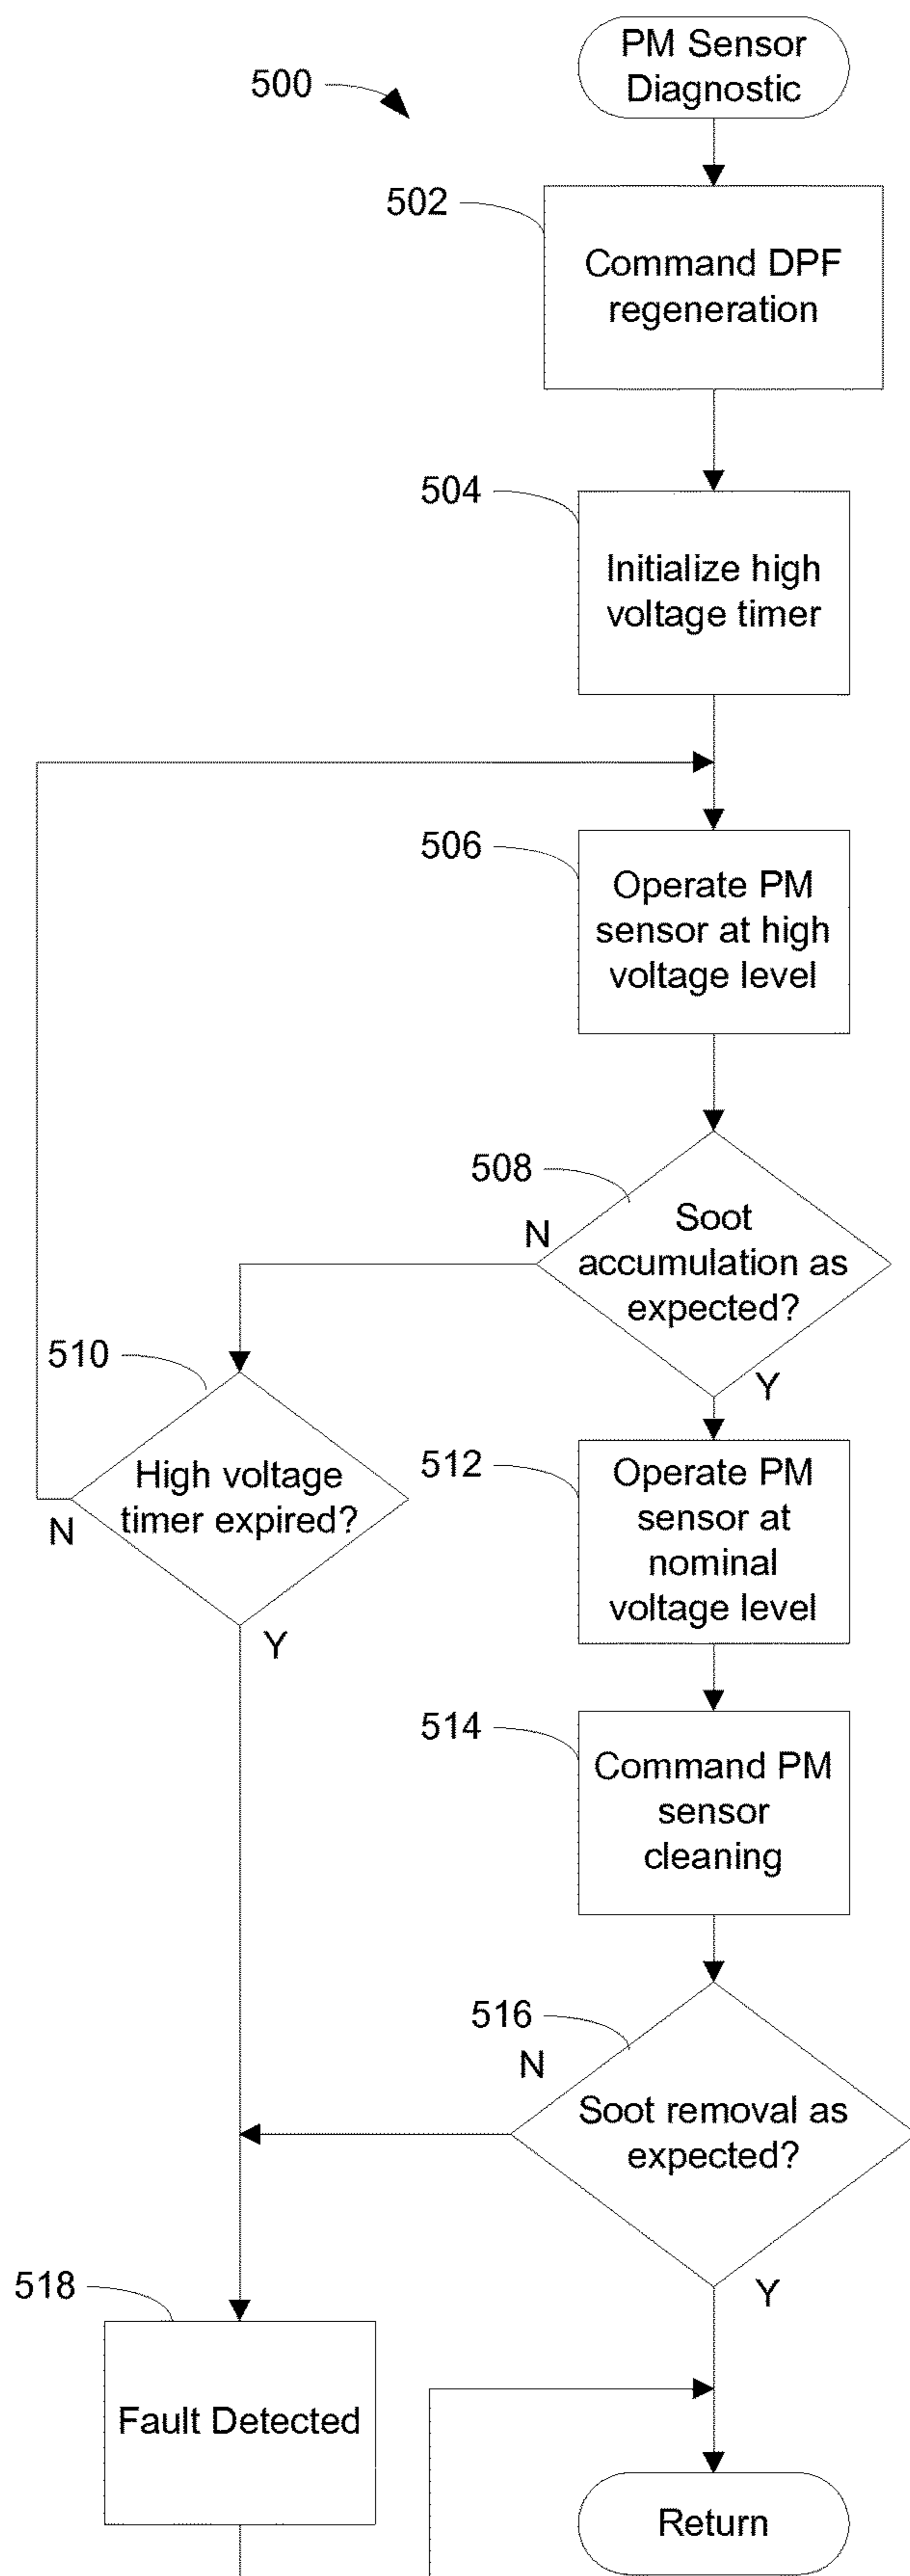 PM Sensor
Diagnostic
500
502
Command DPF
regeneration
504
Initialize high
voltage timer
506
Operate PM
sensor at high
voltage level
508
N
Soot
accumulation as
expected?
Y
510
High voltage
timer expired?
N
Y
512
Operate PM
sensor at
nominal
voltage level
514
Command PM
sensor
cleaning
516
N
Soot removal as
expected?
Y
518
Fault Detected
Return